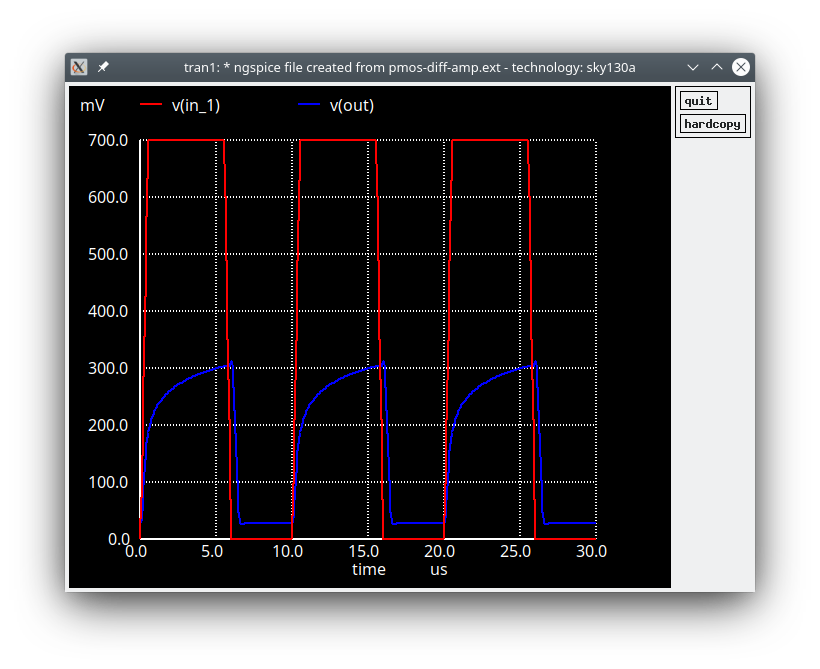 tran1: * ngspice file created from pmos-diff-amp.ext - technology: sky130a
mV v(in_1) v(out)
quit
hardcopy
700.0
600.0
500.0
400.0
300.0
200.0
100.0
0.0
0.0 5.0 10.0 15.0 20.0 25.0 30.0
time us